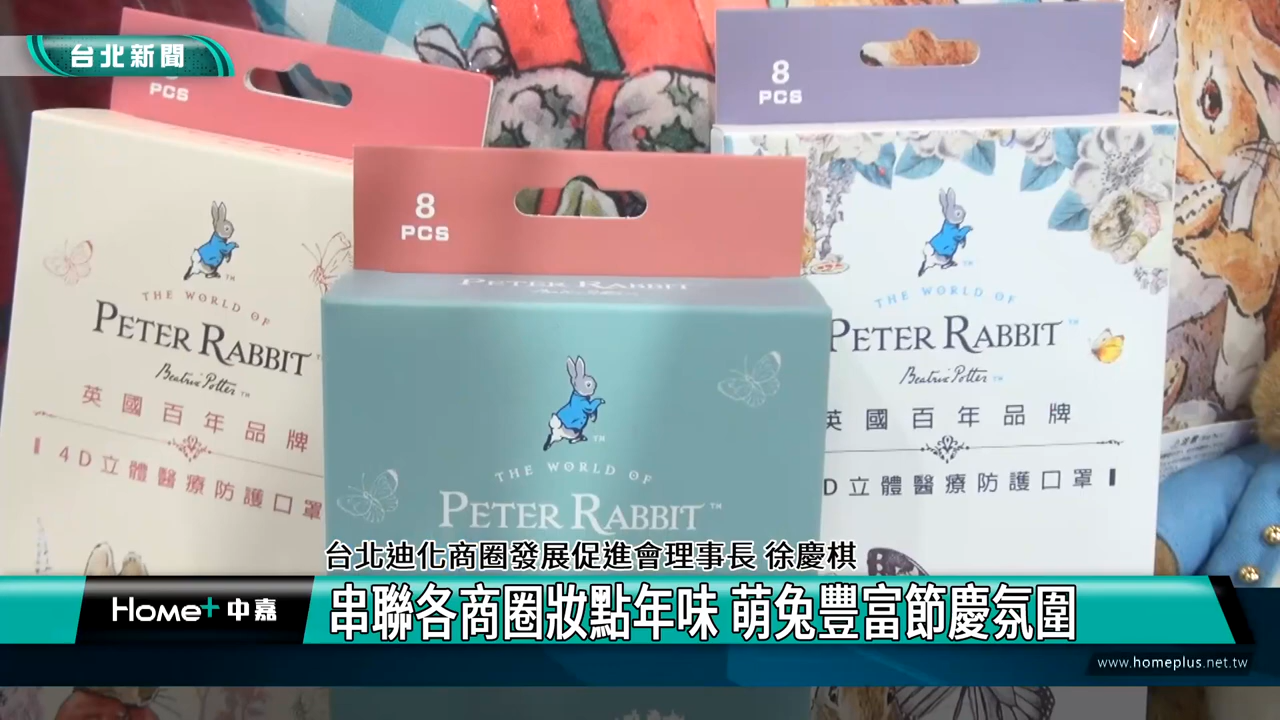 台北新聞
PCS
8
PCS
8
PCS
THE WORLD OF
PETER RABBIT
Beatrix Potter
英國百年品牌
4D立體醫療防護口罩
PETER RABBIT
THE WORLD OF
PETER RABBIT™
THE WORLD OF
PETER RABBIT
Beatrix Potter™
英國百年品牌
D立體醫療防護口罩
台北迪化商圈發展促進會理事長 徐慶棋
Home+中嘉
串聯各商圈妝點年味 萌兔豐富節慶氛圍
www.homeplus.net.tw